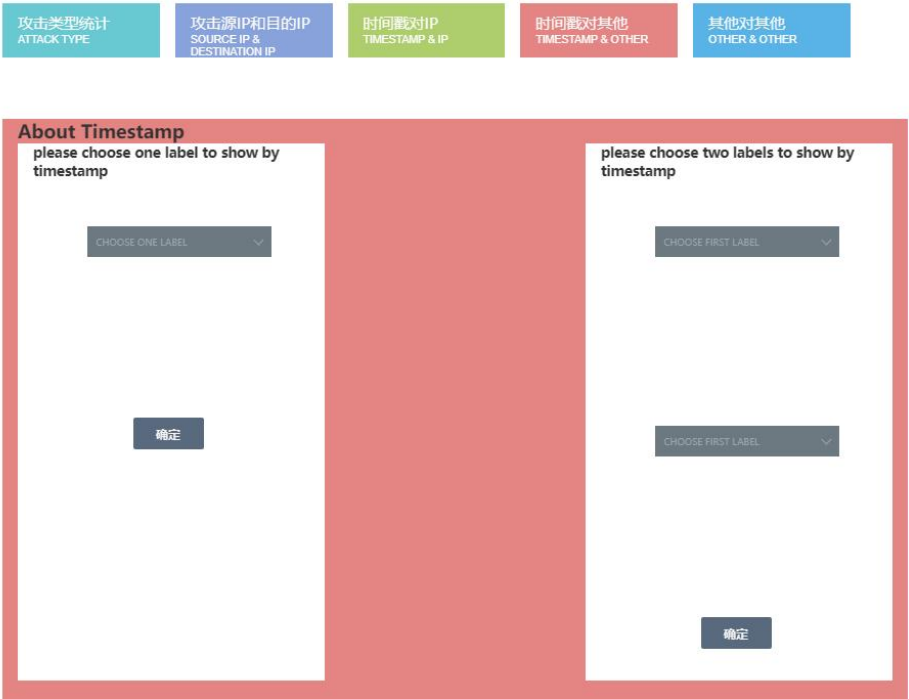 攻击类型统计
ATTACK TYPE
攻击源IP和目的IP
SOURCE IP &
DESTINATION IP
时间戳对IP
TIMESTAMP & IP
时间戳对其他
TIMESTAMP & OTHER
其他对其他
OTHER & OTHER
About Timestamp
please choose one label to show by
timestamp
CHOOSE ONE LABEL
确定
please choose two labels to show by
timestamp
CHOOSE FIRST LABEL
CHOOSE FIRST LABEL
确定